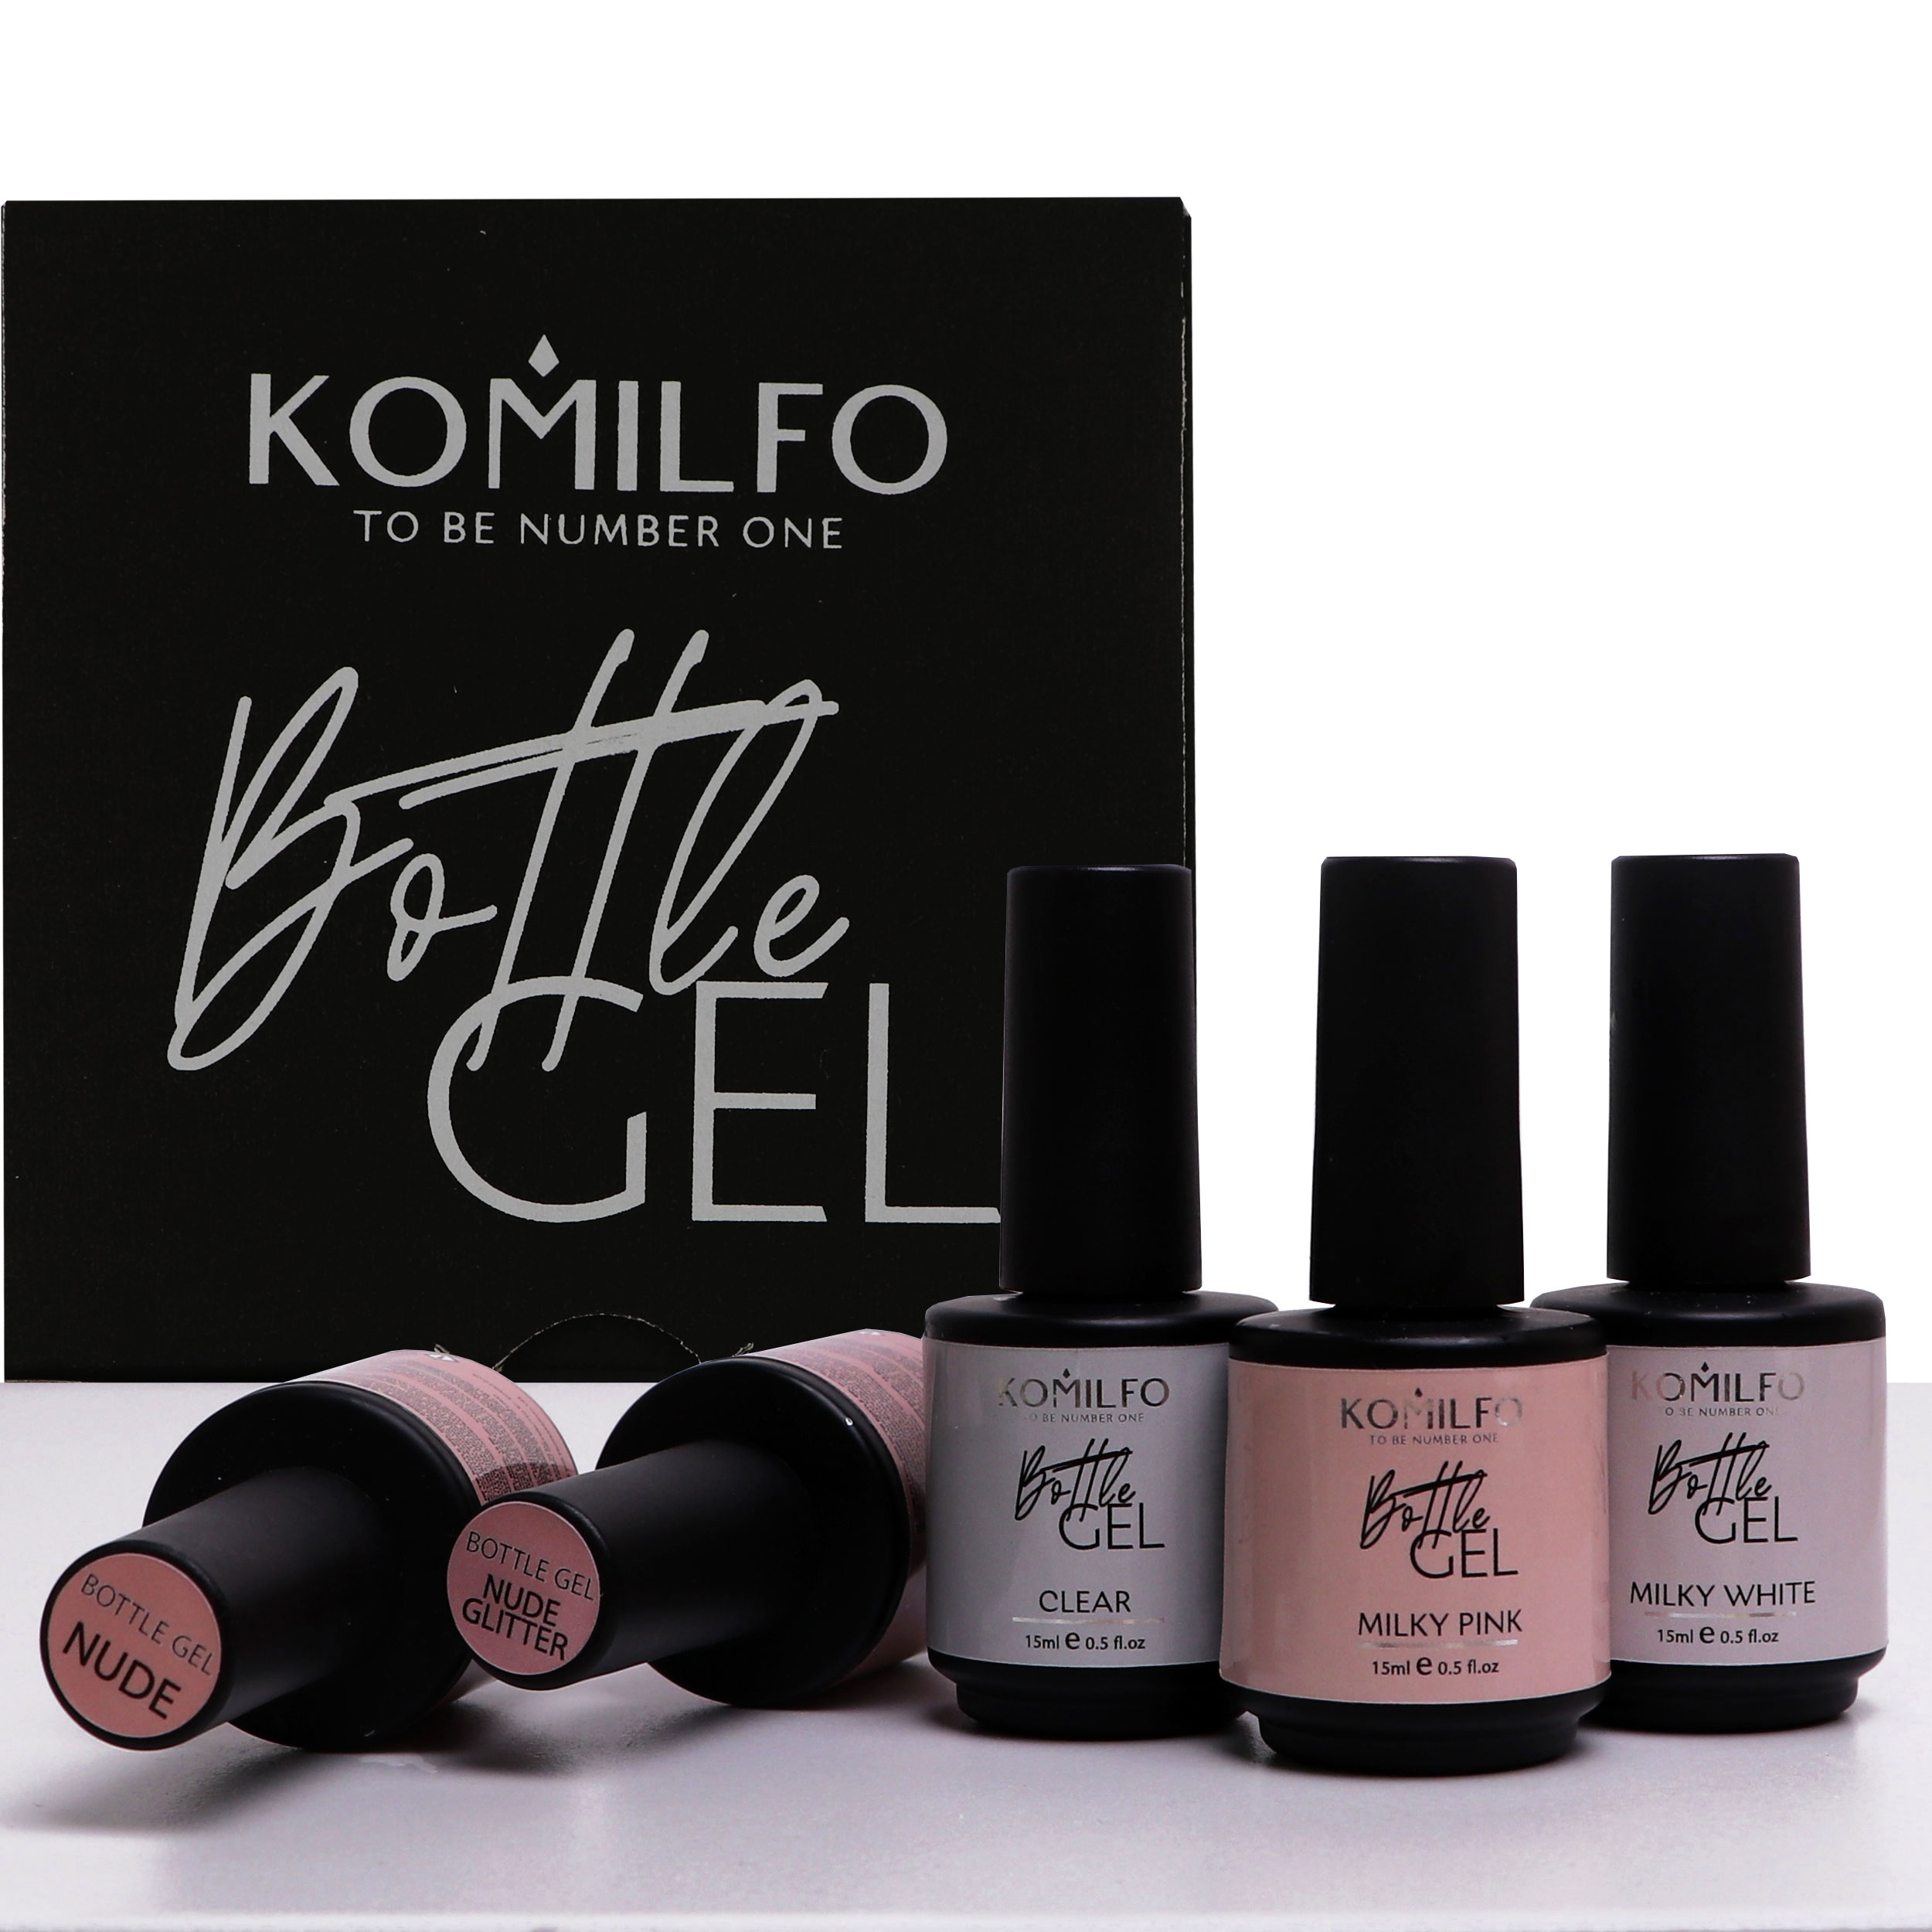 KOMILFO
TO BE NUMBER ONE
Bottle
GEL
BOTTLE GEL
NUDE
BOTTLE GEL
NUDE
GLITTER
KOMILFO
TO BE NUMBER ONE
Bottle
GEL
CLEAR
15ml e 0.5 fl.oz
KOMILFO
TO BE NUMBER ONE
Bottle
GEL
MILKY PINK
15ml e 0.5 fl.oz
KOMILFO
TO BE NUMBER ONE
Bottle
GEL
MILKY WHITE
15ml e 0.5 fl.oz